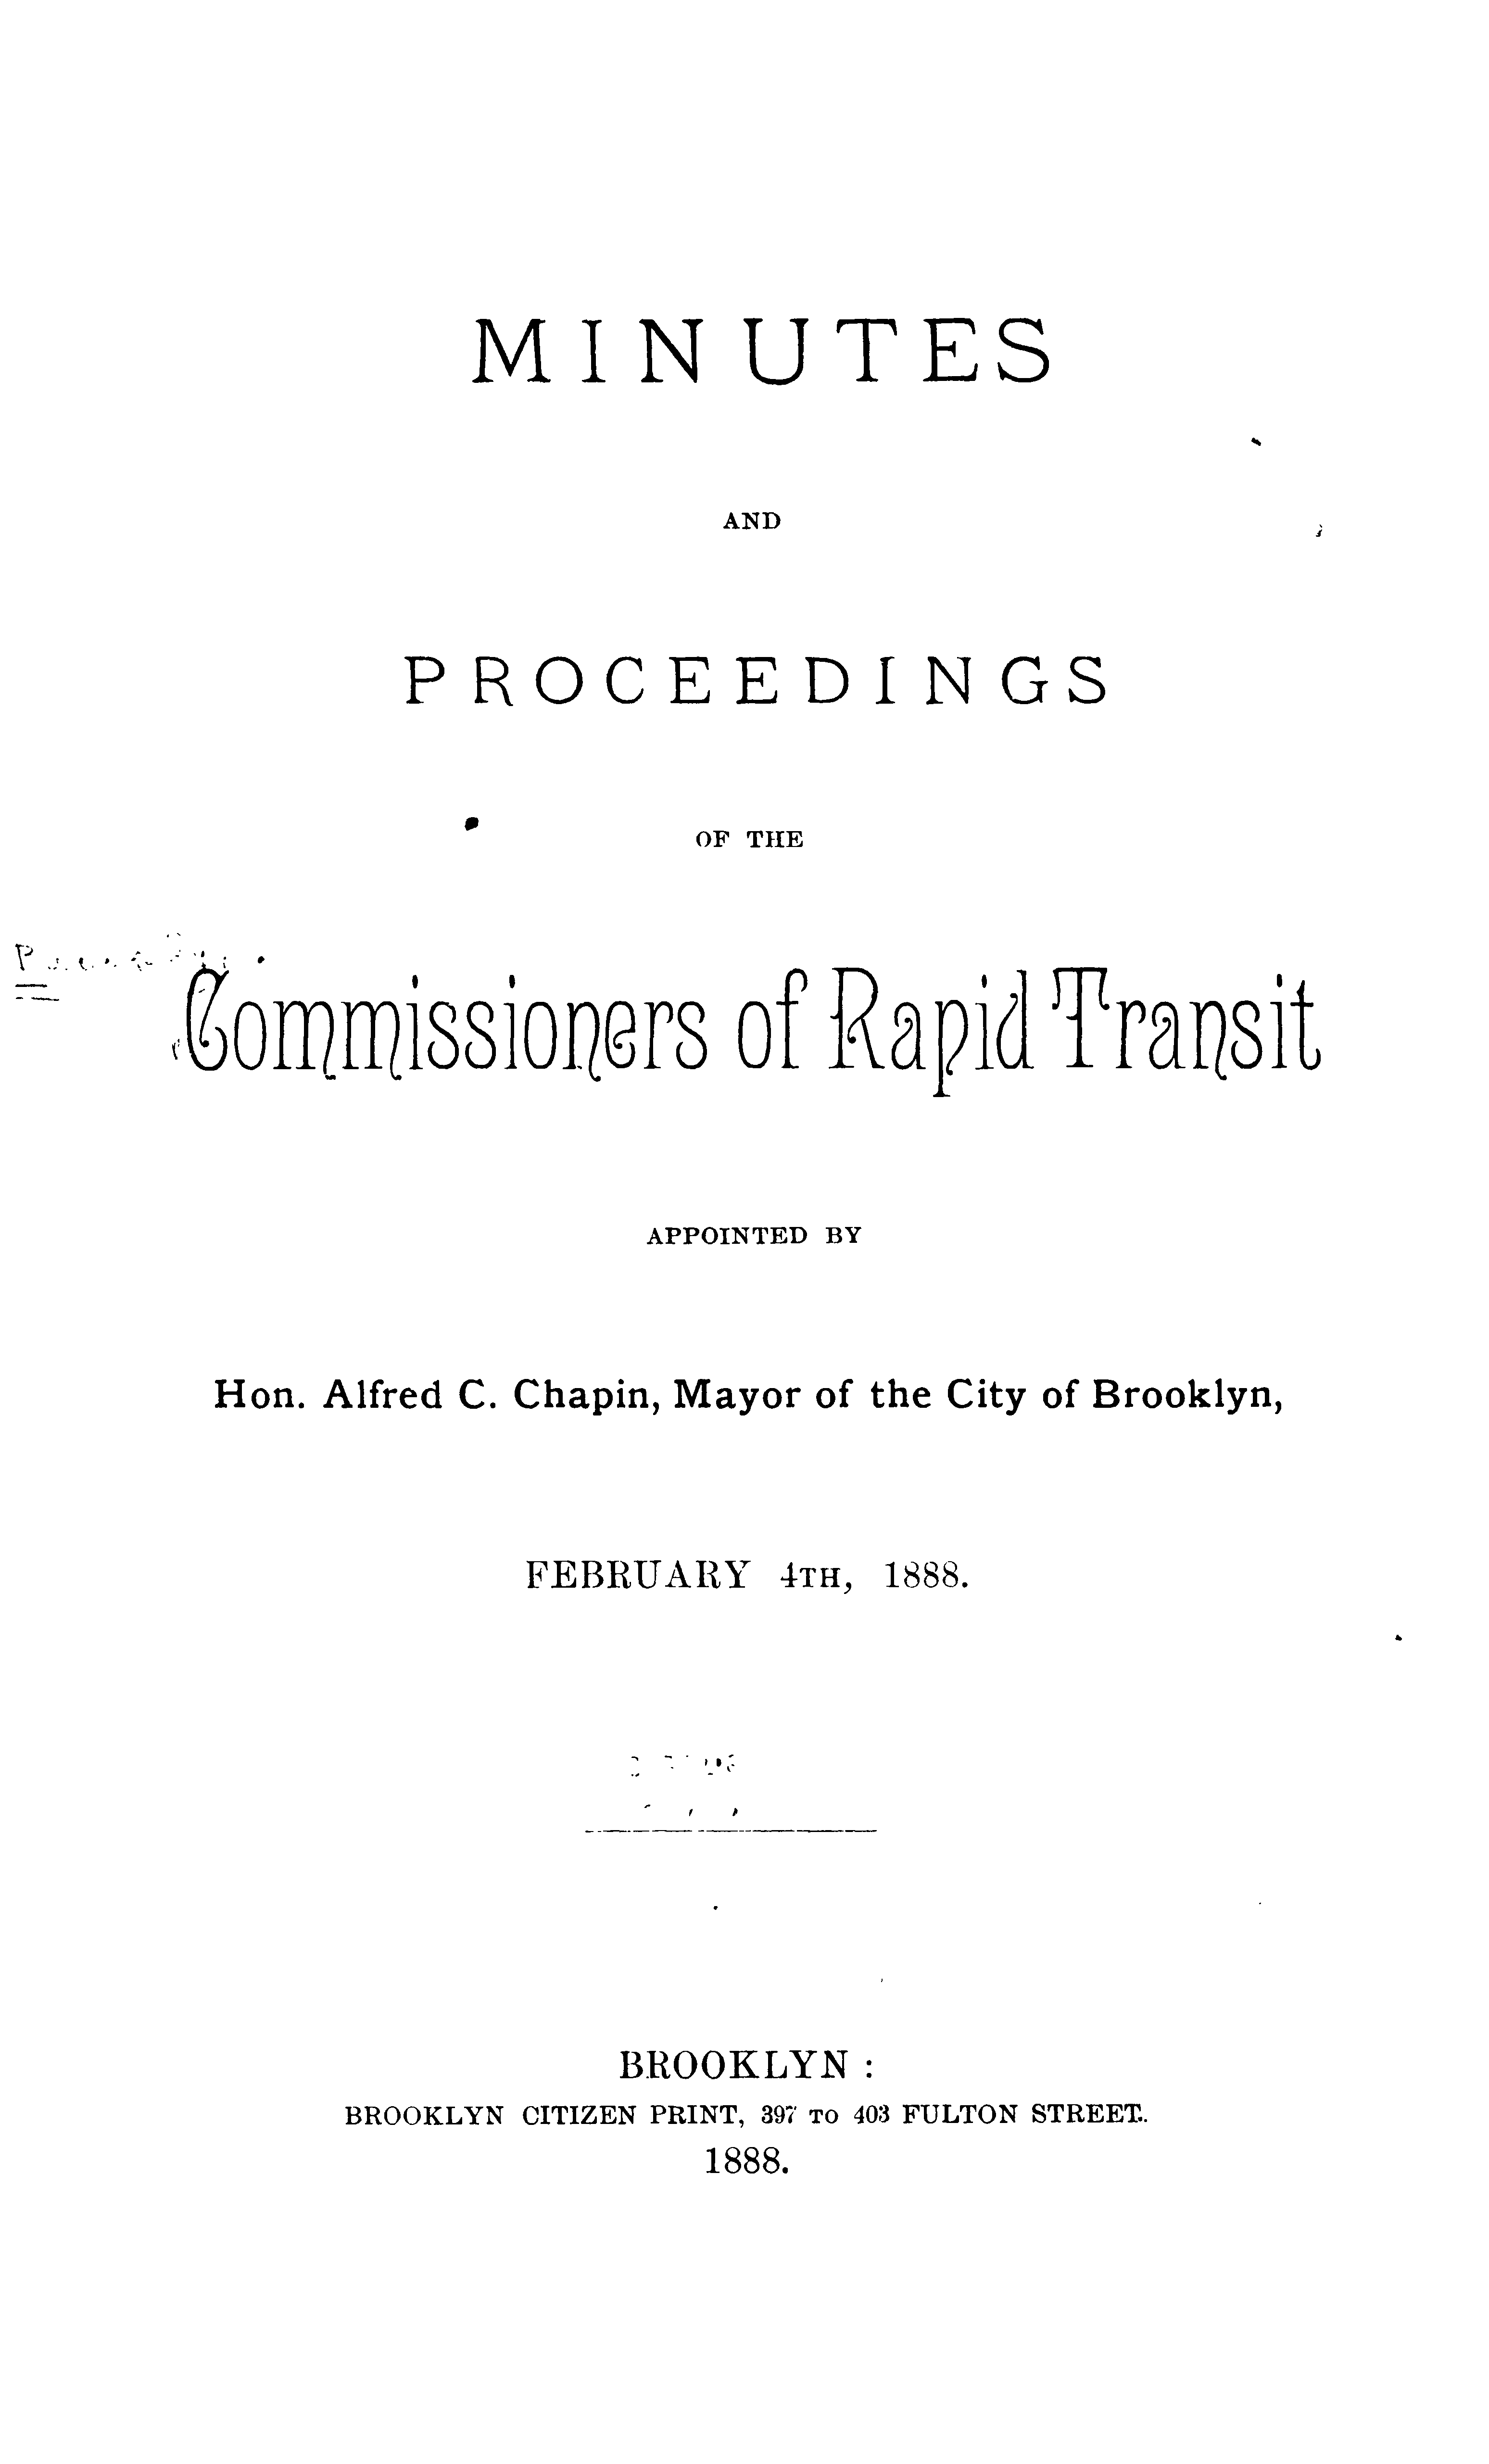 MINUTES
AND
PROCEEDINGS
OF THE
Commissioners of Rapid Transit
APPOINTED BY
Hon. Alfred C. Chapin, Mayor of the City of Brooklyn,
FEBRUARY 4TH, 1888.
BROOKLYN :
BROOKLYN CITIZEN PRINT, 397 TO 403 FULTON STREET.
1888.